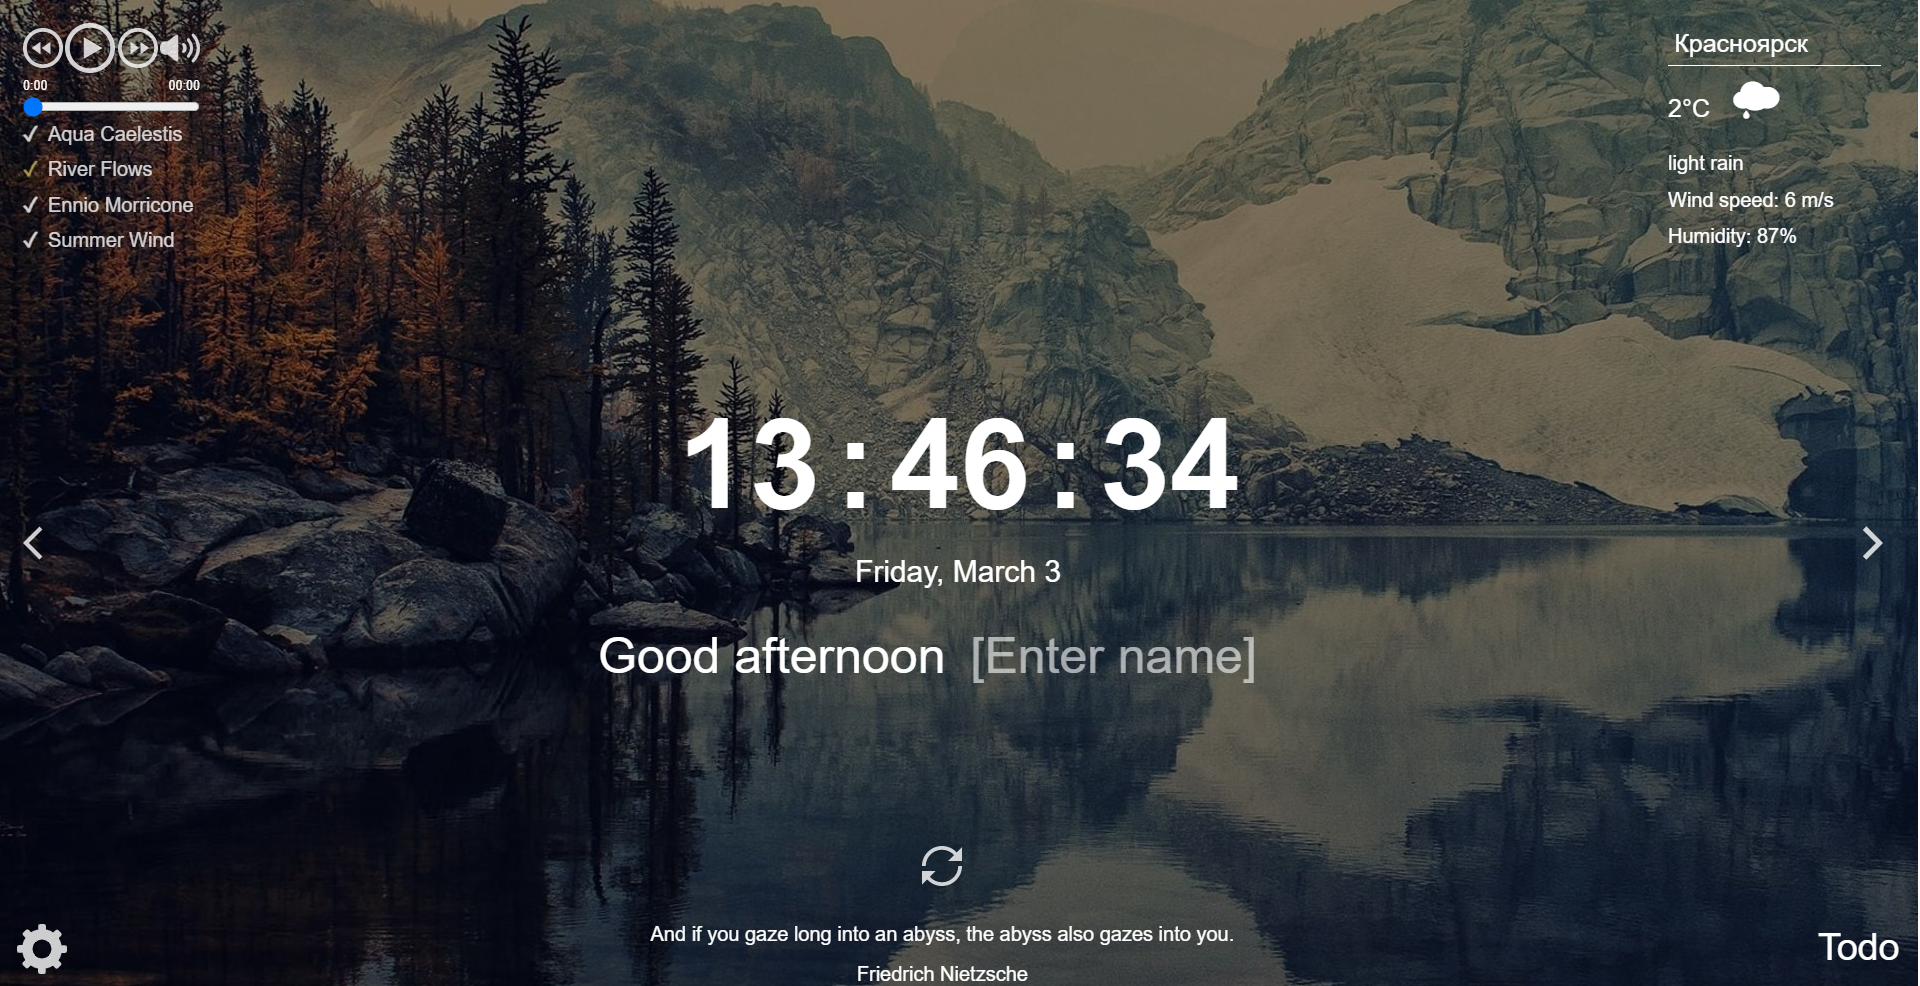 0:00 00:00
Aqua Caelestis
River Flows
Ennio Morricone
Summer Wind
Красноярск
2°C
light rain
Wind speed: 6 m/s
Humidity: 87%
13:46:34
Friday, March 3
Good afternoon [Enter name]
And if you gaze long into an abyss, the abyss also gazes into you.
Friedrich Nietzsche
Todo